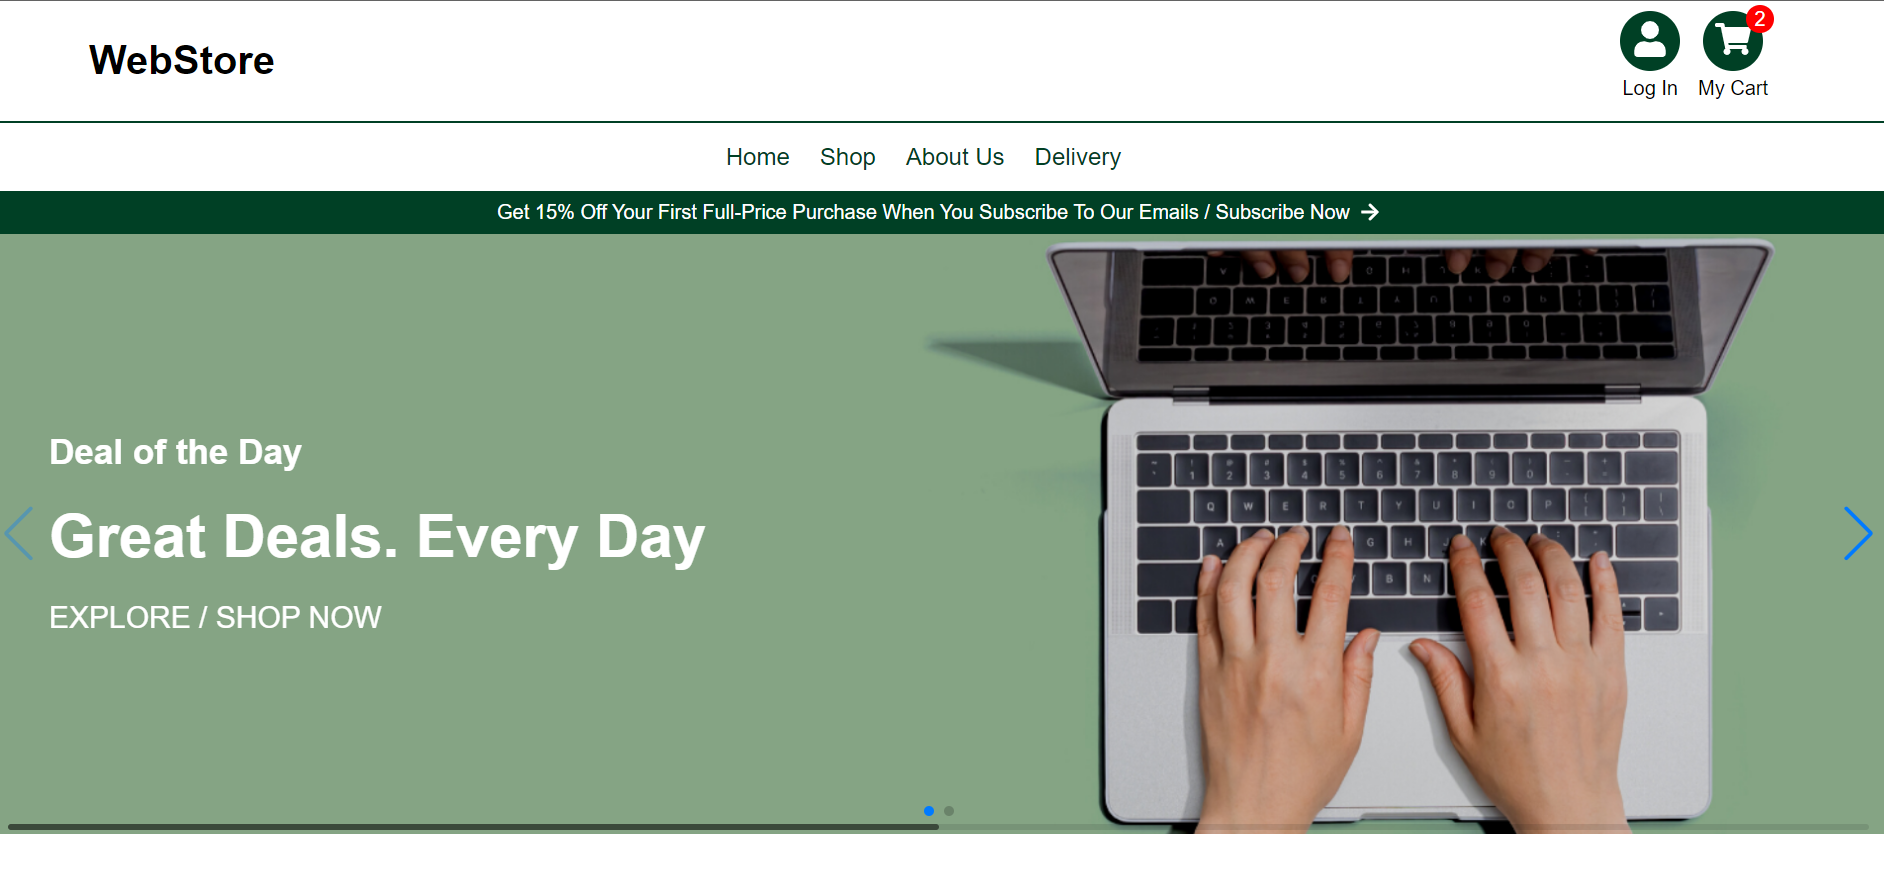 WebStore
2
Log In
My Cart
Home
Shop
About Us
Delivery
Get 15% Off Your First Full-Price Purchase When You Subscribe To Our Emails / Subscribe Now
Deal of the Day
Great Deals. Every Day
EXPLORE / SHOP NOW